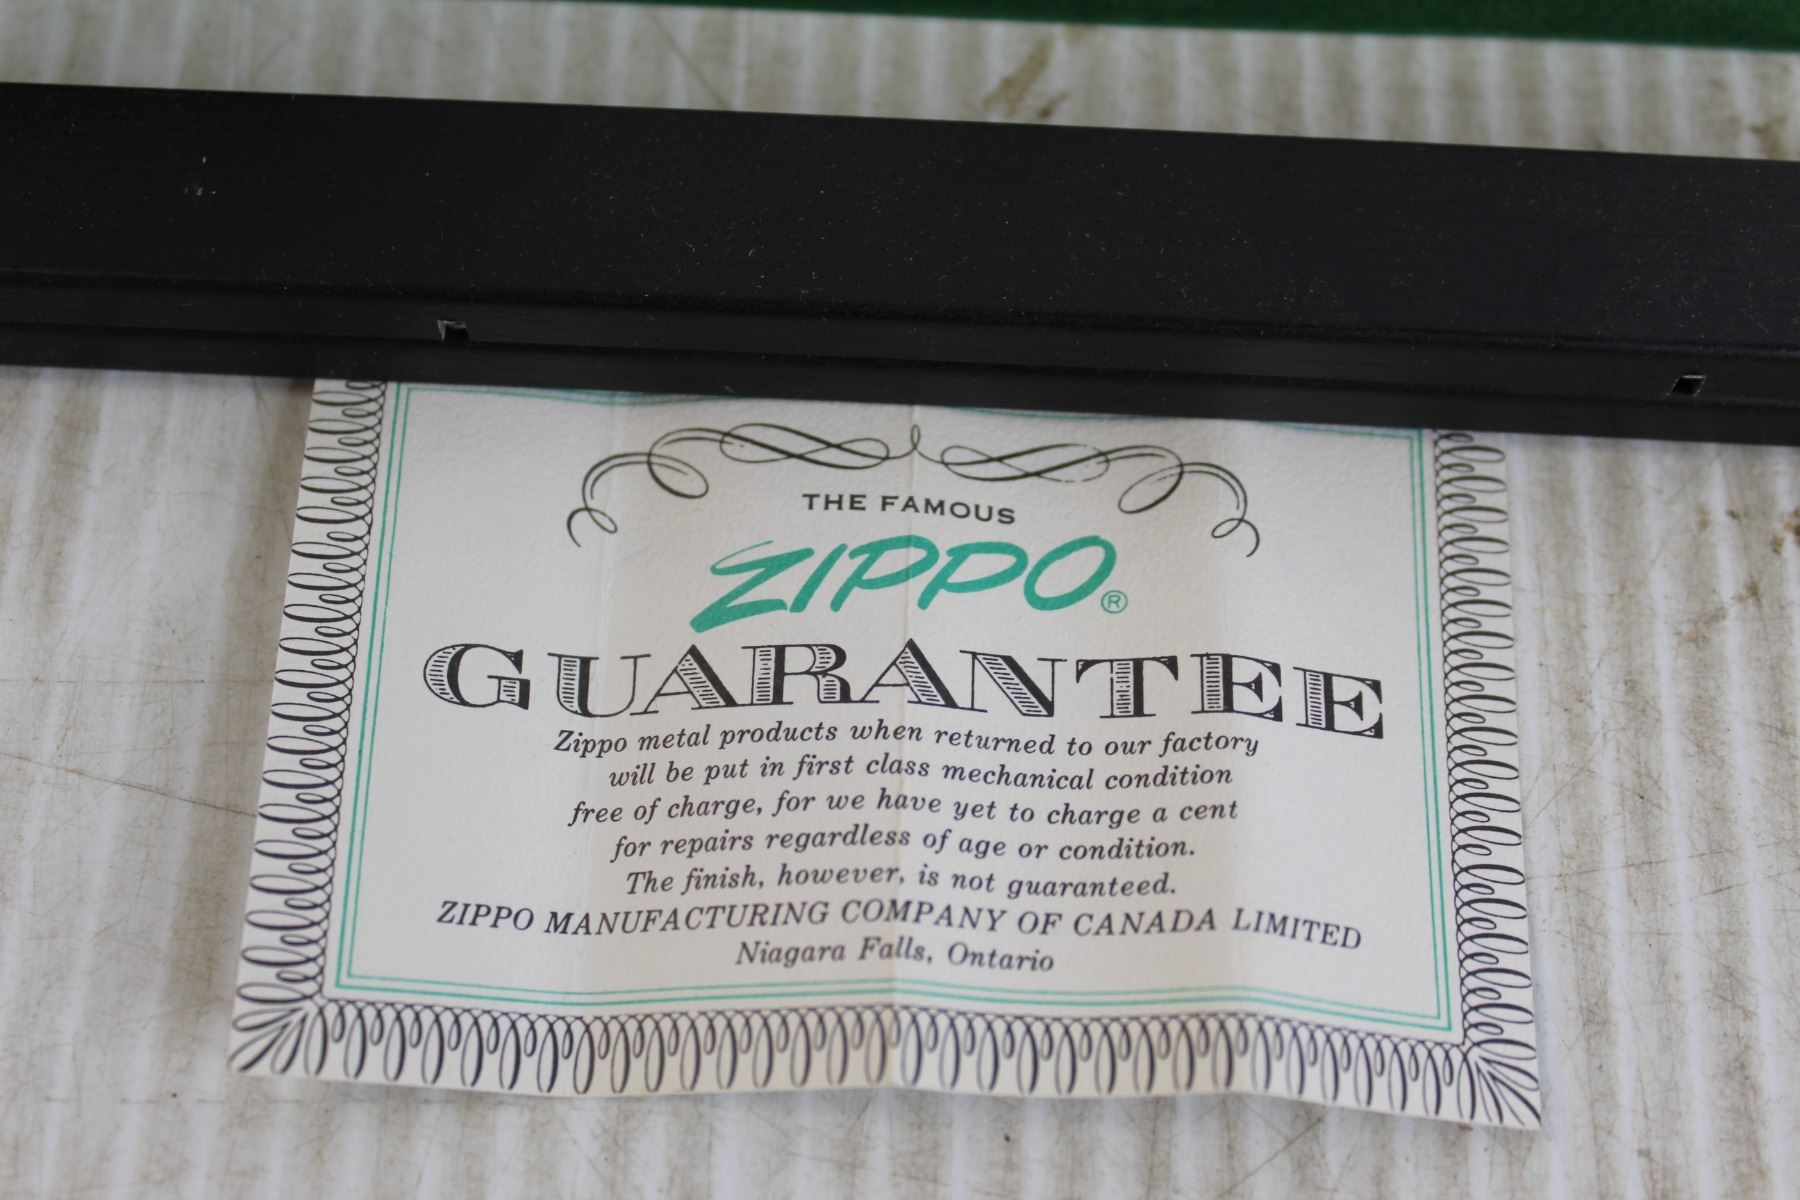 THE FAMOUS
ZIPPO®
GUARANTEE
Zippo metal products when returned to our factory
will be put in first class mechanical condition
free of charge, for we have yet to charge a cent
for repairs regardless of age or condition.
The finish, however, is not guaranteed.
ZIPPO MANUFACTURING COMPANY OF CANADA LIMITED
Niagara Falls, Ontario